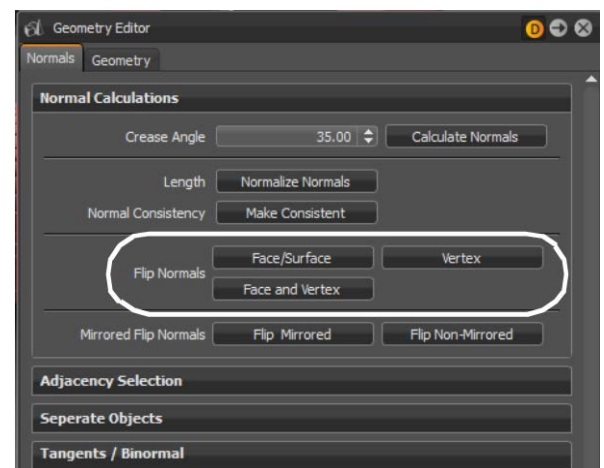 Geometry Editor D
Normals Geometry
Normal Calculations
Crease Angle 35.00 Calculate Normals
Length Normalize Normals
Normal Consistency Make Consistent
Flip Normals Face/Surface Vertex
Face and Vertex
Mirrored Flip Normals Flip Mirrored Flip Non-Mirrored
Adjacency Selection
Seperate Objects
Tangents / Binormal